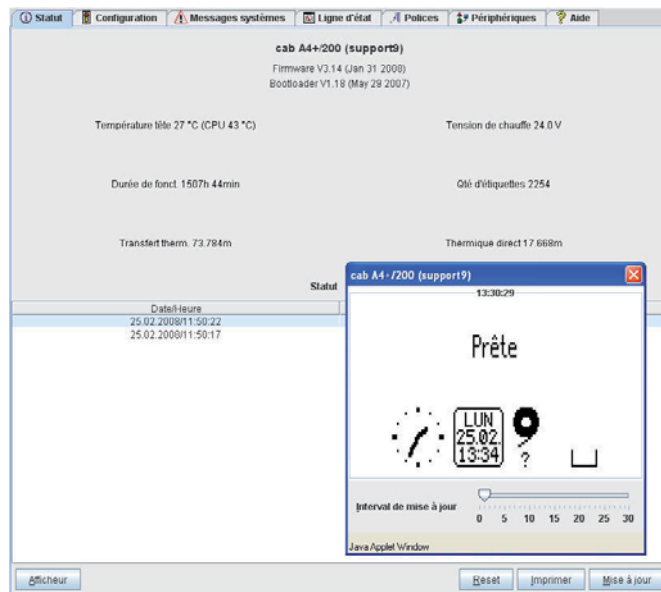 Statut Configuration Messages systèmes Ligne d'état Polices Périphériques Aide
cab A4+/200 (support9)
Firmware V3.14 (Jan 31 2008)
Bootloader V1.18 (May 29 2007)
Température tête 27 °C (CPU 43 °C) Tension de chauffe 24.0 V
Durée de fonct. 1507h 44min Qté d'étiquettes 2254
Transfert therm. 73.784m Thermique direct 17.668m
Statut
Date/Heure
25.02.2008/11:50:22
25.02.2008/11:50:17
cab A4+/200 (support9)
13:30:29
Prête
LUN
25.02.
13:34
?
Interval de mise à jour
0 5 10 15 20 25 30
Java Applet Window
Afficheur Reset Imprimer Mise à jour